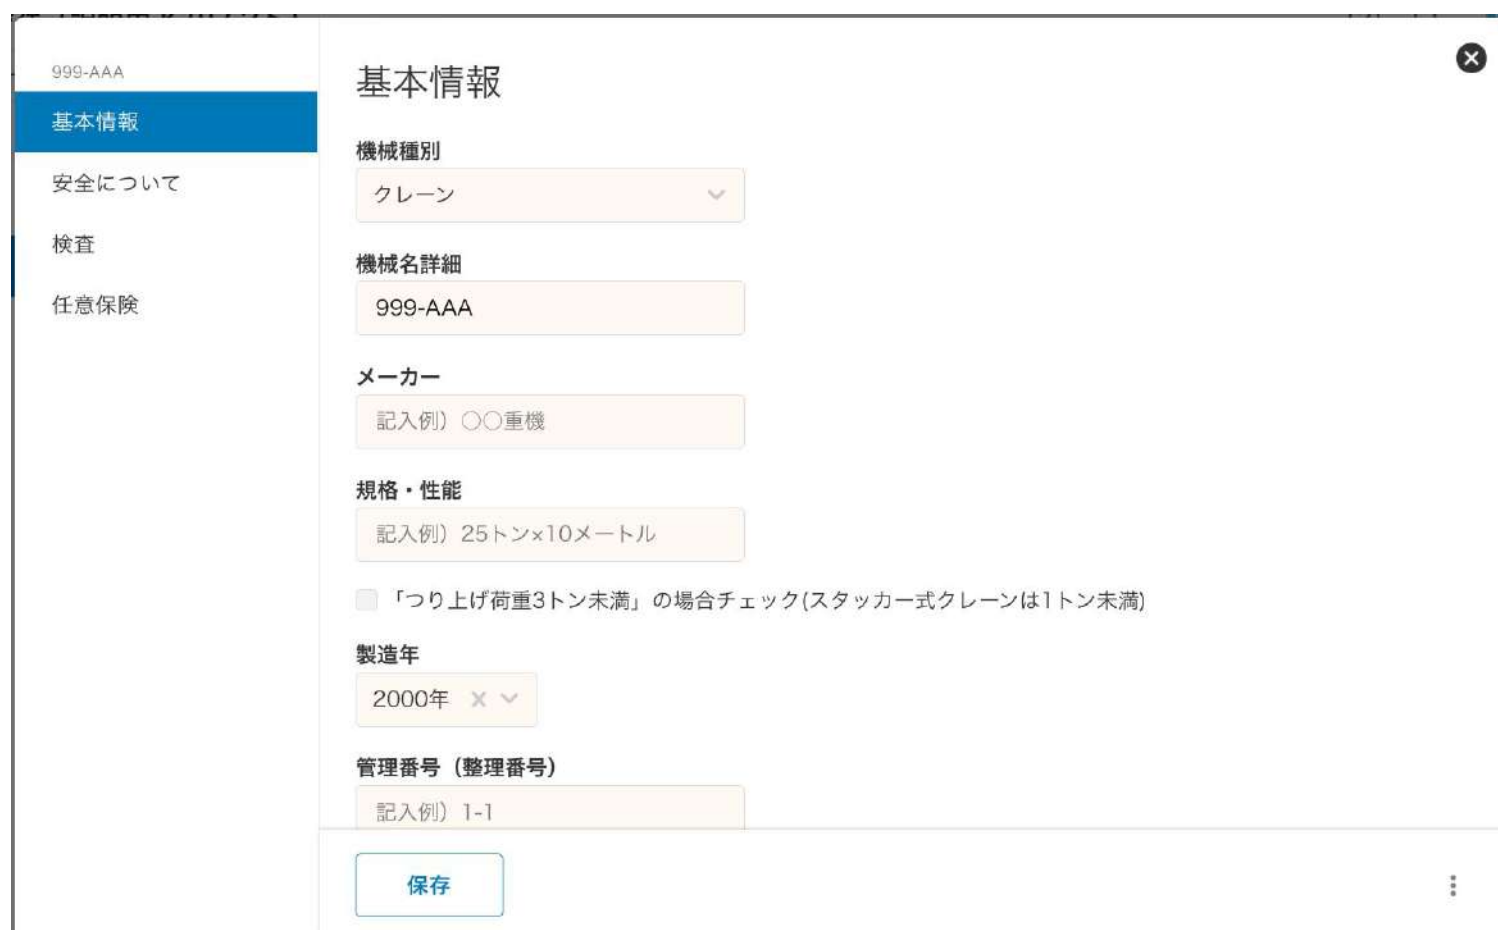 999-AAA
基本情報
安全について
検査
任意保険
基本情報
機械種別
クレーン
機械名詳細
999-AAA
メーカー
記入例）○○重機
規格・性能
記入例）25トン×10メートル
「つり上げ荷重3トン未満」の場合チェック(スタッカー式クレーンは1トン未満)
製造年
2000年
管理番号（整理番号）
記入例）1-1
保存